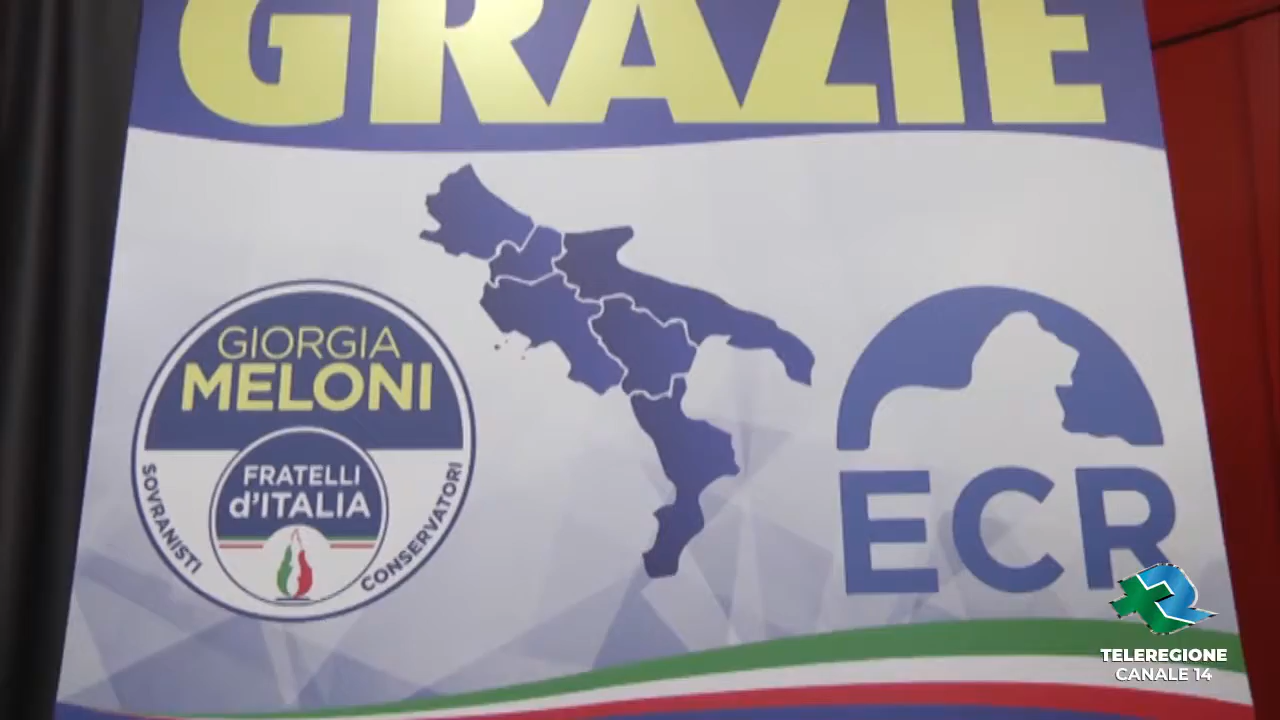 GRAZIE
GIORGIA
MELONI
FRATELLI
d'ITALIA
SOVRANISTI
CONSERVATORI
ECR
TELEREGIONE
CANALE 14